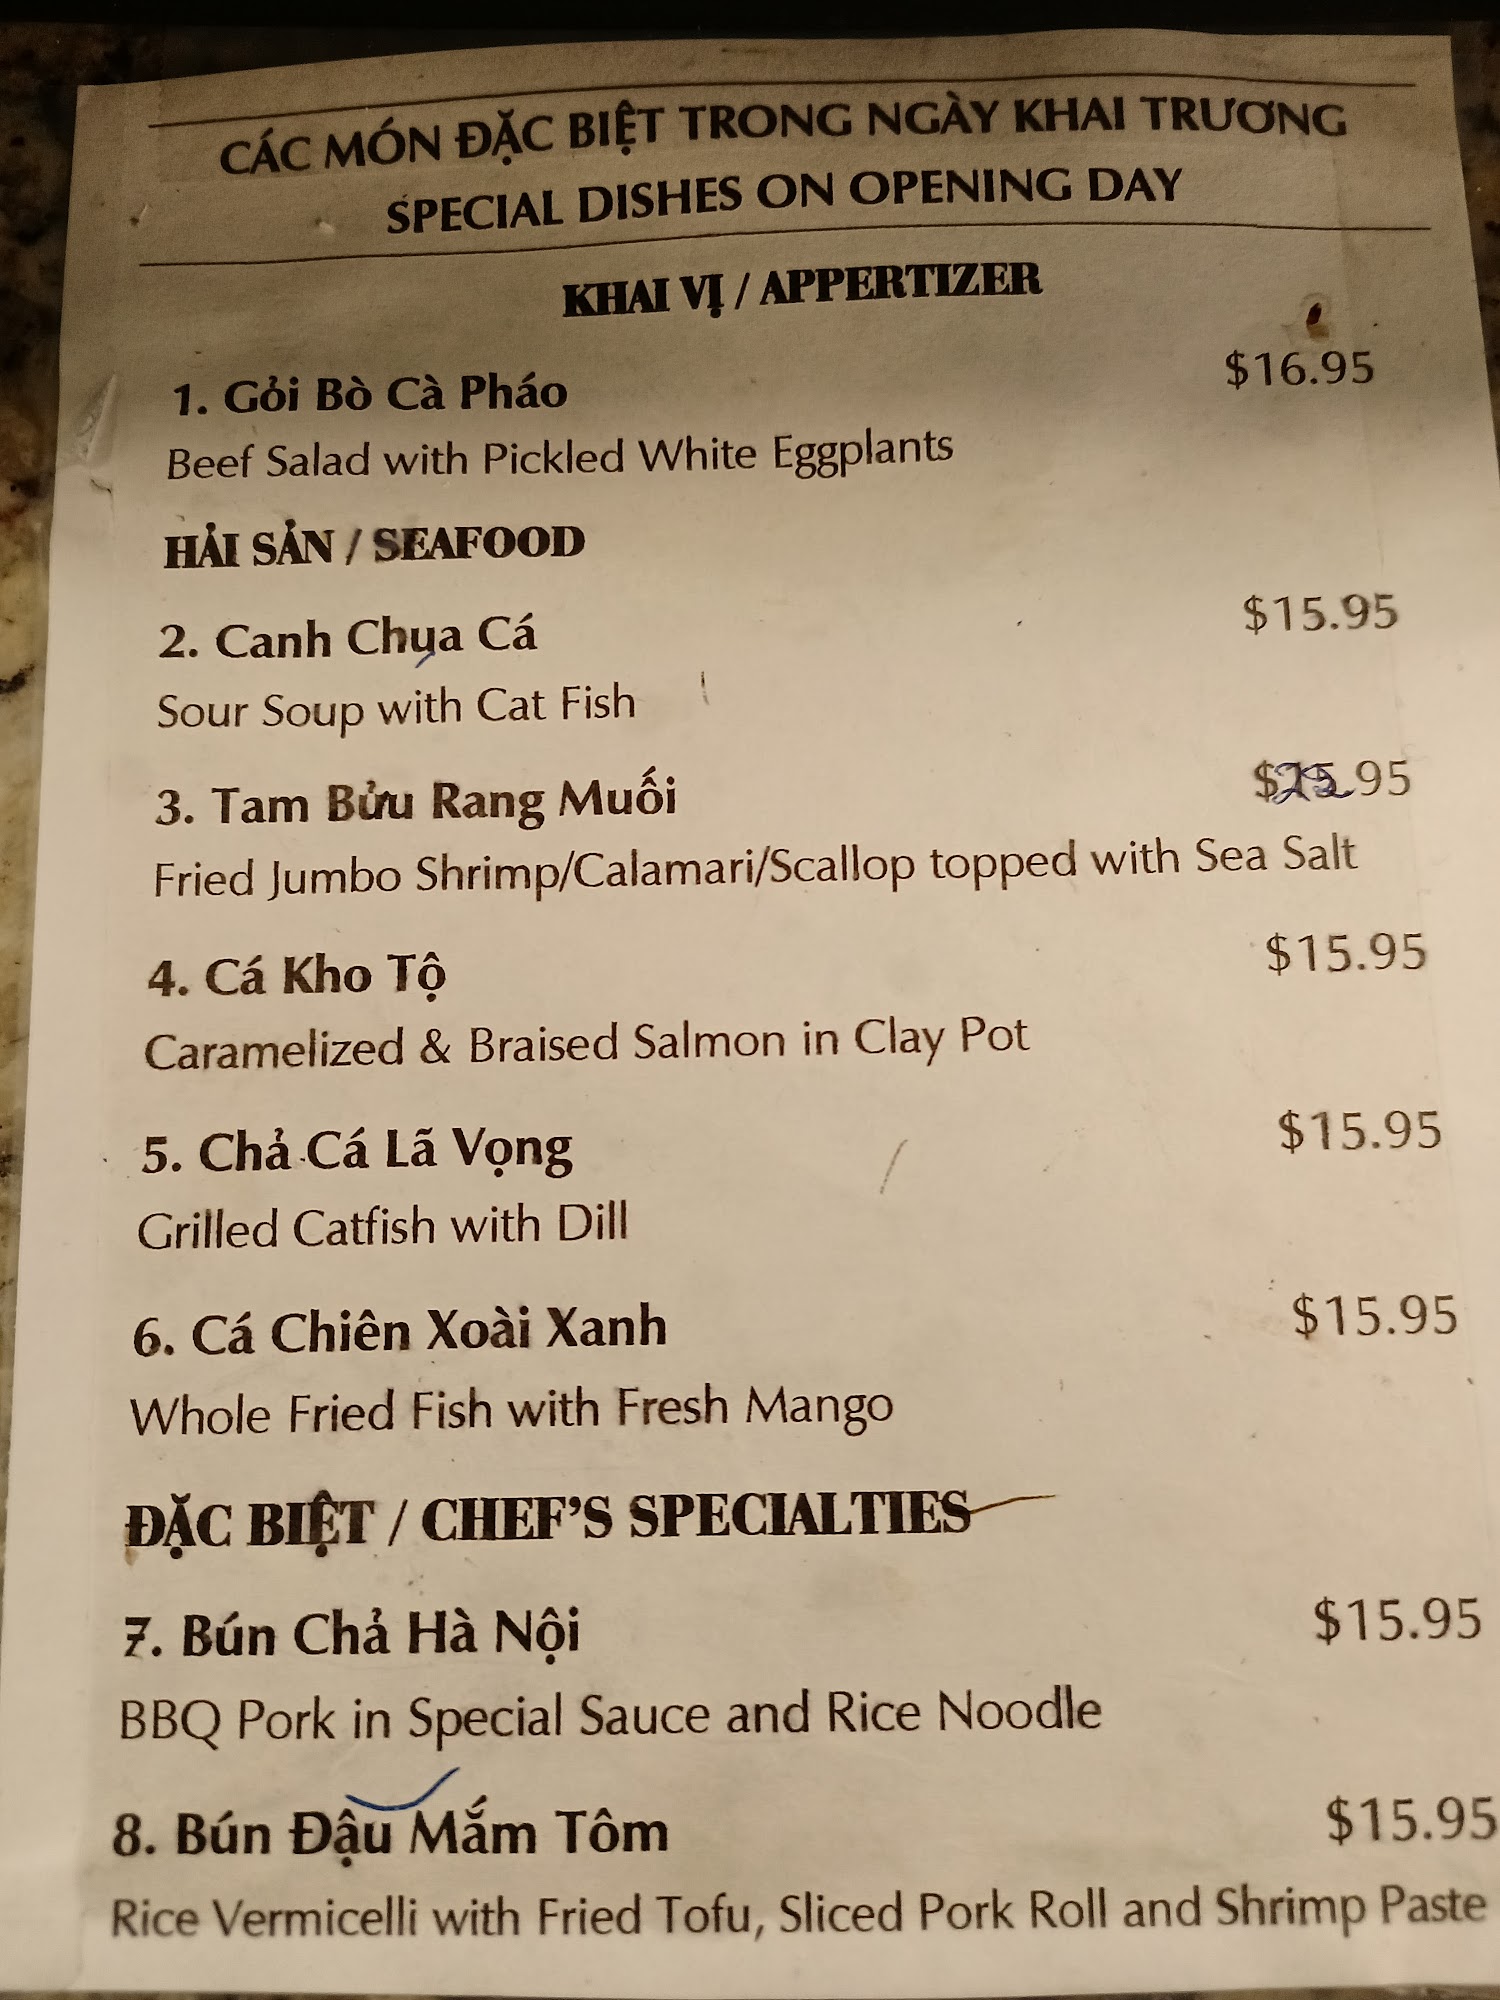 CÁC MÓN ĐẶC BIỆT TRONG NGÀY KHAI TRƯƠNG
SPECIAL DISHES ON OPENING DAY
KHAI VỊ / APPERTIZER
1. Gỏi Bò Cà Pháo $16.95
Beef Salad with Pickled White Eggplants
HẢI SẢN / SEAFOOD
2. Canh Chụa Cá $15.95
Sour Soup with Cat Fish
3. Tam Bửu Rang Muối
Fried Jumbo Shrimp/Calamari/Scallop topped with Sea Salt
4. Cá Kho Tộ $15.95
Caramelized & Braised Salmon in Clay Pot
5. Chả Cá Lã Vọng $15.95
Grilled Catfish with Dill
6. Cá Chiên Xoài Xanh $15.95
Whole Fried Fish with Fresh Mango
ĐẶC BIỆT / CHEF'S SPECIALTIES
7. Bún Chả Hà Nội $15.95
BBQ Pork in Special Sauce and Rice Noodle
8. Bún Đậu Mắm Tôm $15.95
Rice Vermicelli with Fried Tofu, Sliced Pork Roll and Shrimp Paste